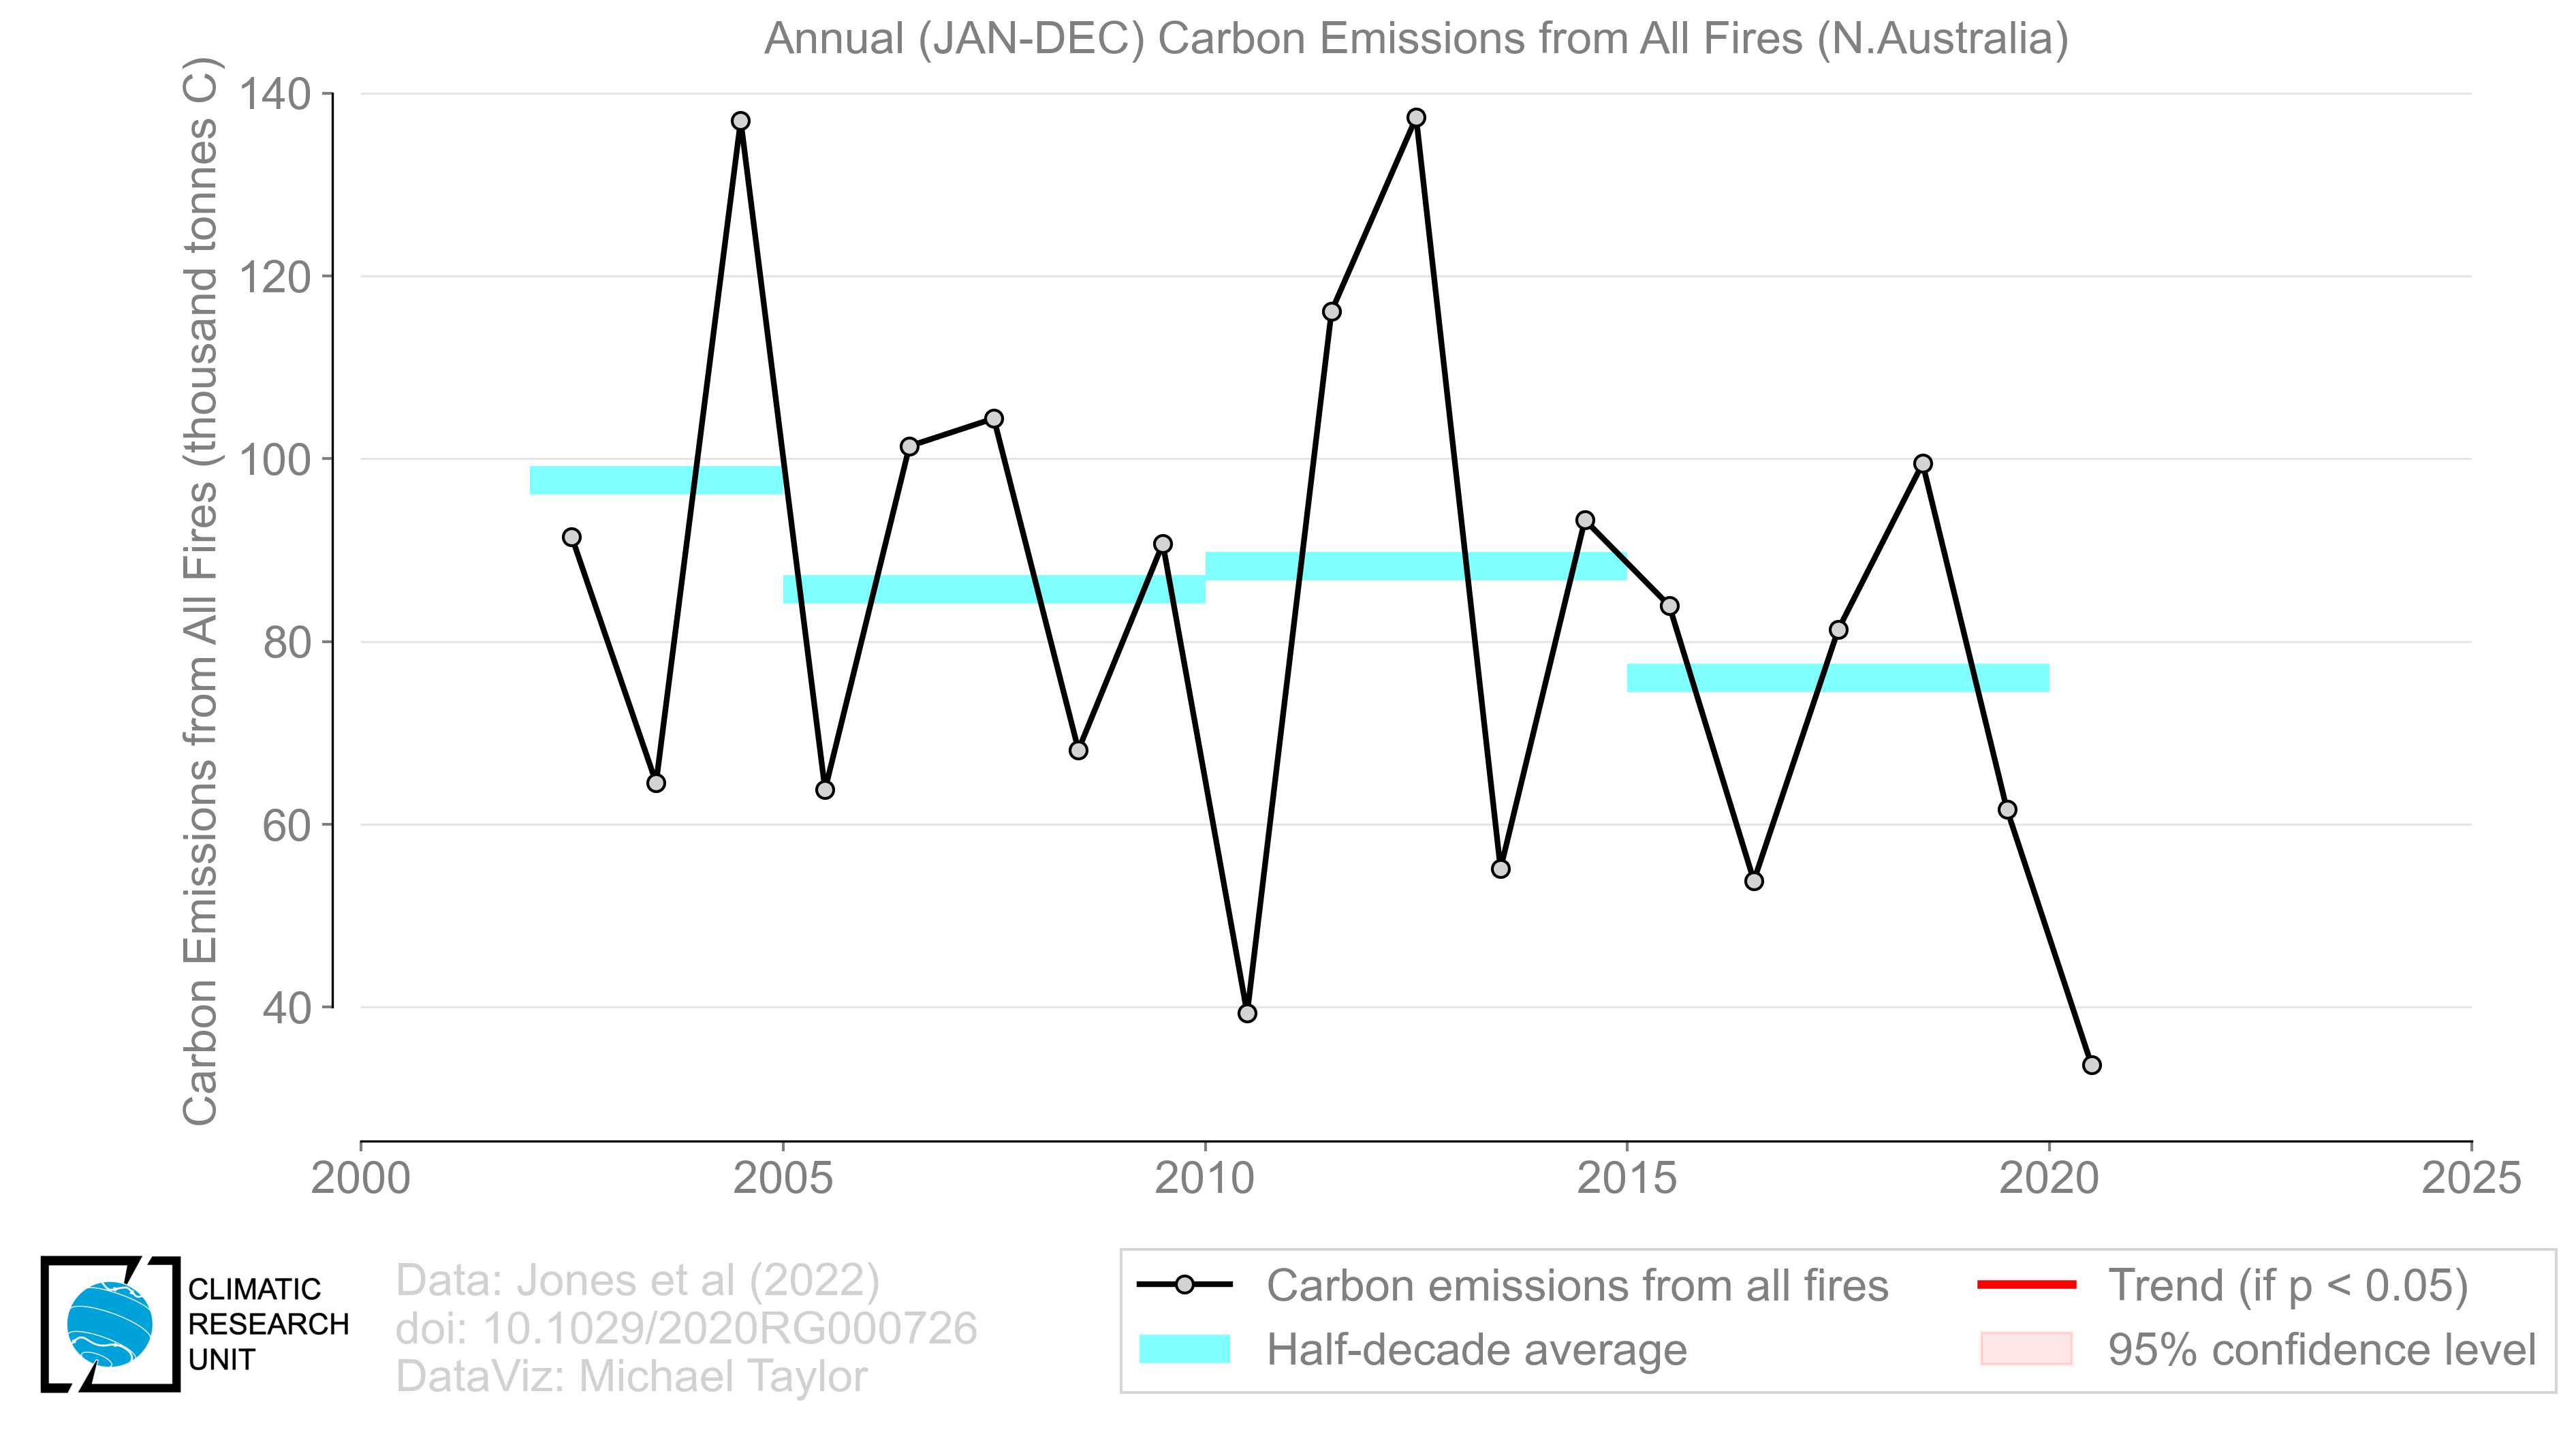 Annual (JAN-DEC) Carbon Emissions from All Fires (N.Australia)
Carbon Emissions from All Fires (thousand tonnes C)
140
120
100
80
60
40
2000
2005
2010
2015
2020
2025
CLIMATIC
RESEARCH
UNIT
Data: Jones et al (2022)
doi: 10.1029/2020RG000726
DataViz: Michael Taylor
Carbon emissions from all fires
Half-decade average
Trend (if p < 0.05)
95% confidence level